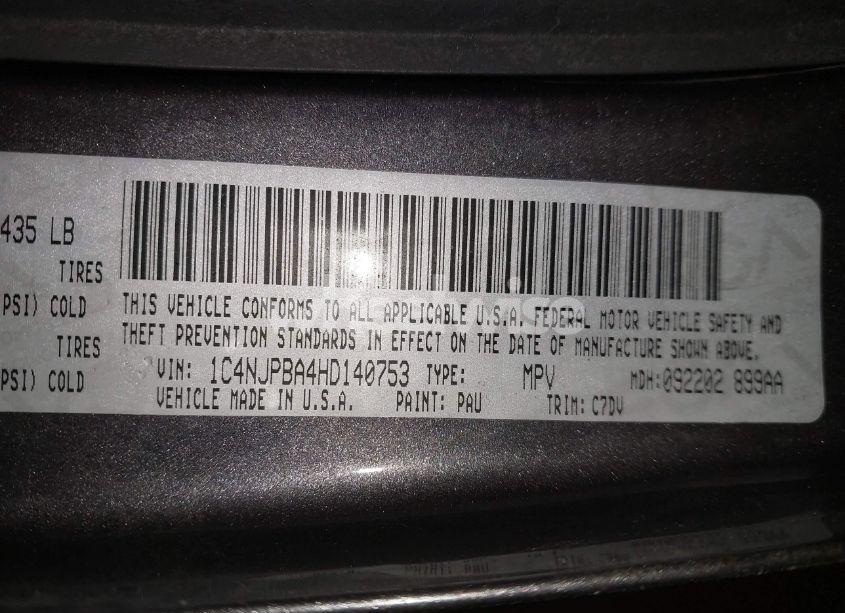 435 LB
TIRES
PSI) COLD
TIRES
PSI) COLD
THIS VEHICLE CONFORMS TO ALL APPLICABLE U.S.A. FEDERAL MOTOR VEHICLE SAFETY AND
THEFT PREVENTION STANDARDS IN EFFECT ON THE DATE OF MANUFACTURE SHOWN ABOVE.
VIN: 1C4NJPBA4HD140753 TYPE: MPV MDH:092202 899AA
VEHICLE MADE IN U.S.A. PAINT: PAU TRIM: C7DV
PAINT: PAU